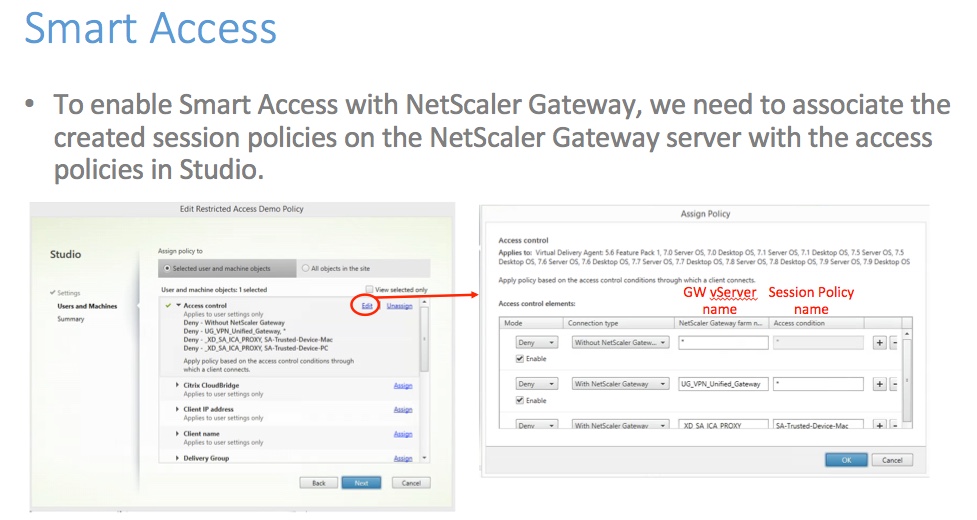 Smart Access
• To enable Smart Access with NetScaler Gateway, we need to associate the
created session policies on the NetScaler Gateway server with the access
policies in Studio.
Edit Restricted Access Demo Policy
Studio
Settings
Users and Machines
Summary
Assign policy to
Selected user and machine objects
All objects in the site
User and machine objects: 1 selected
View selected only
Access control
Edit
Unassign
Applies to user settings only
Deny - Without NetScaler Gateway
Deny - UG_VPN_Unified_Gateway, *
Deny - _XD_SA_ICA_PROXY, SA-Trusted-Device-Mac
Deny - _XD_SA_ICA_PROXY, SA-Trusted-Device-PC
Apply policy based on the access control conditions through
which a client connects.
Citrix CloudBridge
Assign
Applies to user settings only
Client IP address
Assign
Applies to user settings only
Client name
Assign
Applies to user settings only
Delivery Group
Assign
Back
Next
Cancel
Assign Policy
Access control
Applies to: Virtual Delivery Agent: 5.6 Feature Pack 1, 7.0 Server OS, 7.0 Desktop OS, 7.1 Server OS, 7.1 Desktop OS, 7.5 Server OS, 7.5
Desktop OS, 7.6 Server OS, 7.6 Desktop OS, 7.7 Server OS, 7.7 Desktop OS, 7.8 Server OS, 7.8 Desktop OS, 7.9 Server OS, 7.9 Desktop OS
Apply policy based on the access control conditions through which a client connects.
GW vServer name
Session Policy name
Access control elements:
Mode
Connection type
NetScaler Gateway farm n...
Access condition
Deny
Without NetScaler Gatew...
*
*
+
−
Enable
Deny
With NetScaler Gateway
UG_VPN_Unified_Gateway
*
+
−
Enable
Deny
With NetScaler Gateway
_XD_SA_ICA_PROXY
SA-Trusted-Device-Mac
+
−
OK
Cancel